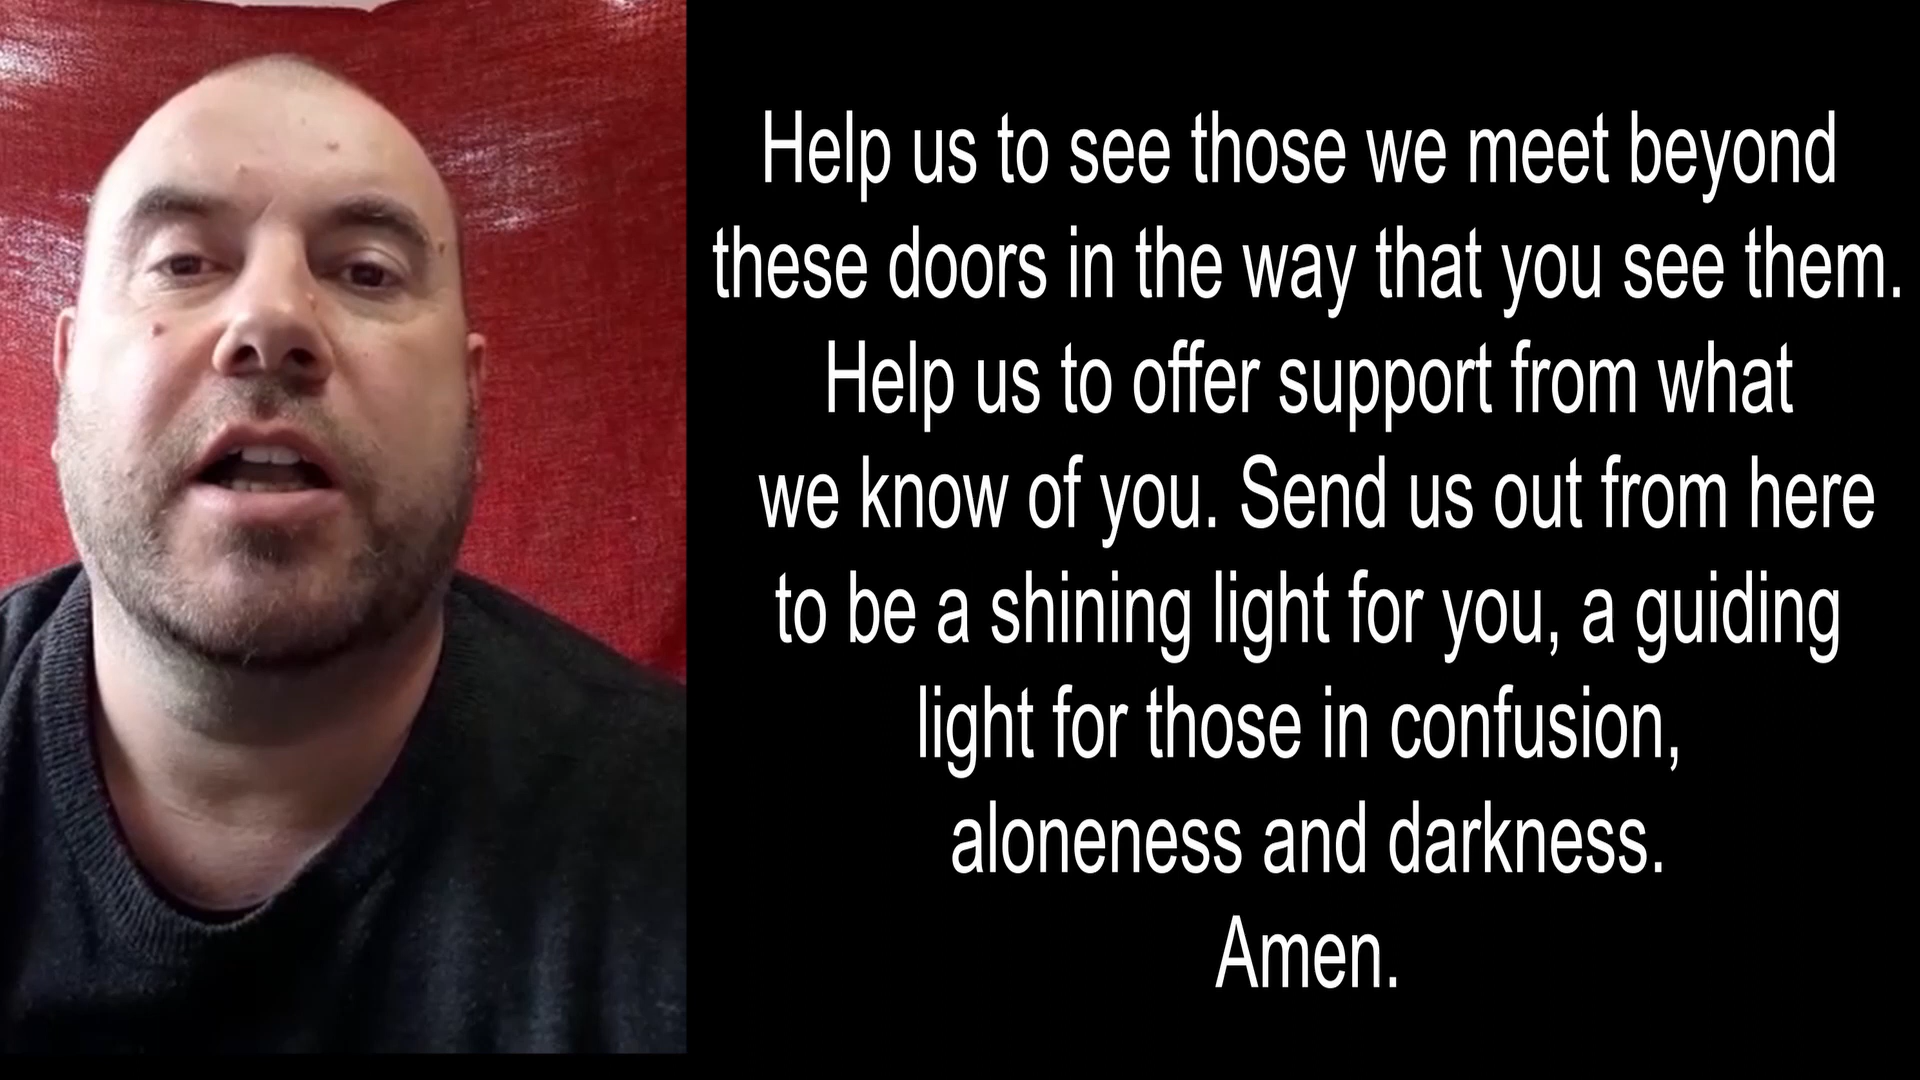 Help us to see those we meet beyond
these doors in the way that you see them.
Help us to offer support from what
we know of you. Send us out from here
to be a shining light for you, a guiding
light for those in confusion,
aloneness and darkness.
Amen.